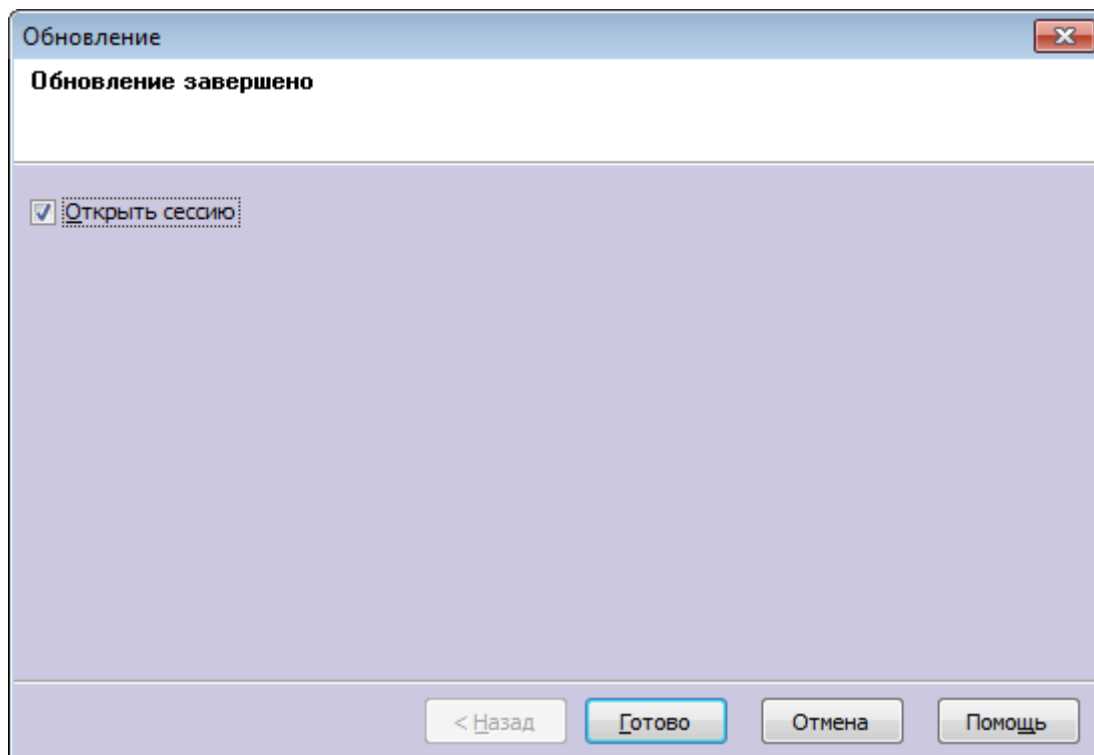 Обновление
Обновление завершено
Открыть сессию
< Назад
Готово
Отмена
Помощь